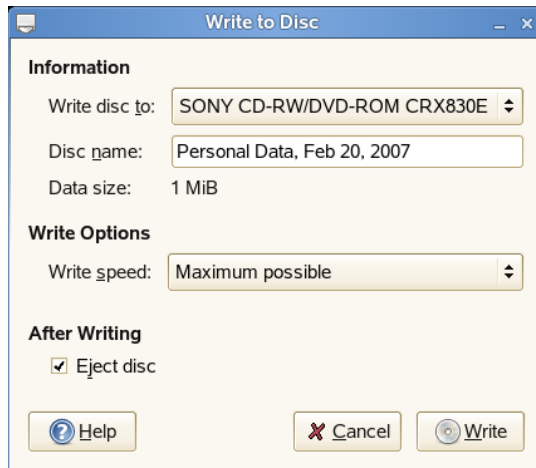 Write to Disc
Information
Write disc to: SONY CD-RW/DVD-ROM CRX830E
Disc name: Personal Data, Feb 20, 2007
Data size: 1 MiB
Write Options
Write speed: Maximum possible
After Writing
Eject disc
Help Cancel Write